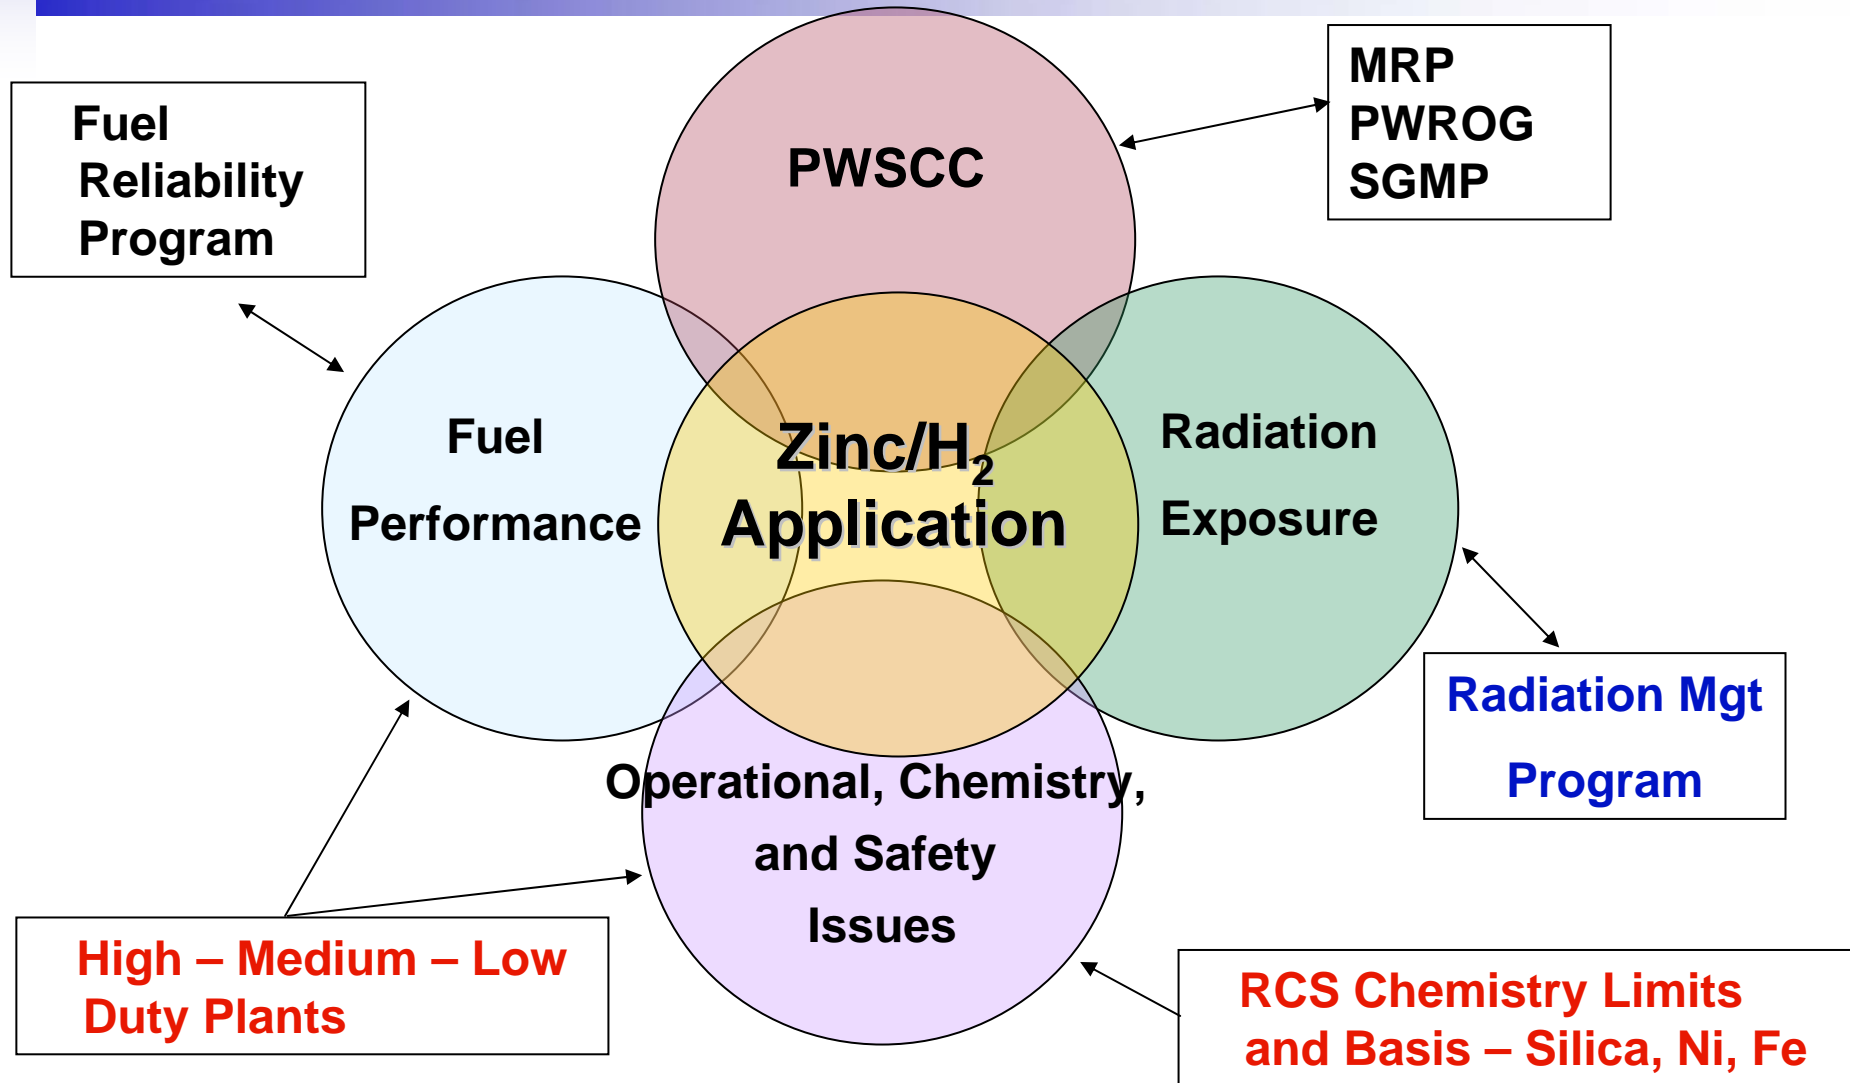 MRP
PWROG
SGMP
Fuel
Reliability
Program
PWSCC
Fuel
Performance
Zinc/H₂
Application
Radiation
Exposure
Radiation Mgt
Program
Operational, Chemistry,
and Safety
Issues
High – Medium – Low
Duty Plants
RCS Chemistry Limits
and Basis – Silica, Ni, Fe